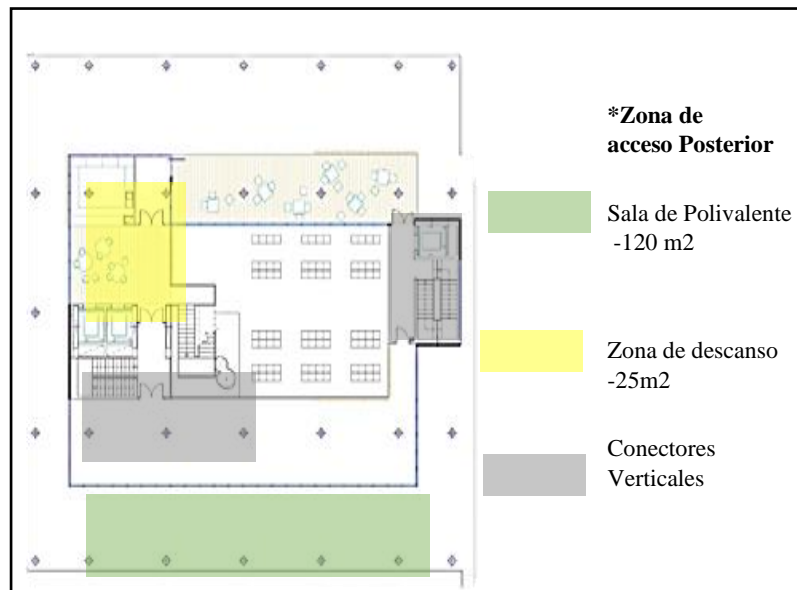 *Zona de
acceso Posterior
Sala de Polivalente
-120 m2
Zona de descanso
-25m2
Conectores
Verticales